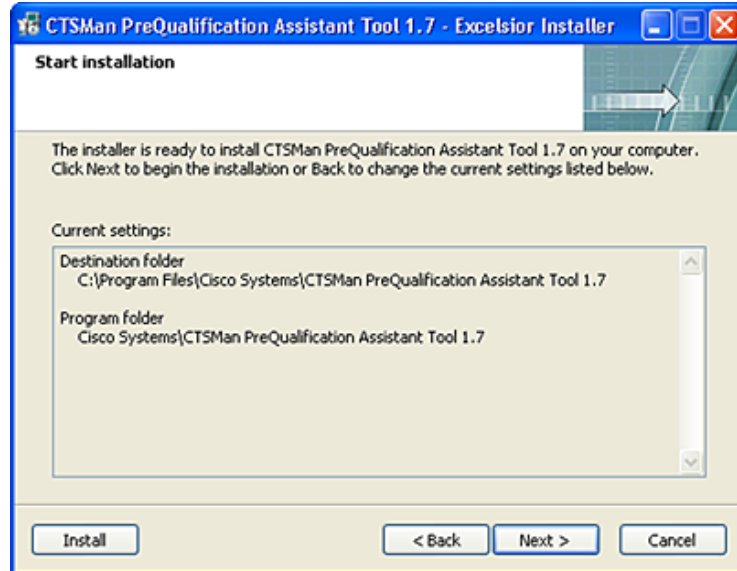 CTSMan PreQualification Assistant Tool 1.7 - Excelsior Installer
Start installation
The installer is ready to install CTSMan PreQualification Assistant Tool 1.7 on your computer.
Click Next to begin the installation or Back to change the current settings listed below.
Current settings:
Destination folder
C:\Program Files\Cisco Systems\CTSMan PreQualification Assistant Tool 1.7
Program folder
Cisco Systems\CTSMan PreQualification Assistant Tool 1.7
Install
< Back
Next >
Cancel